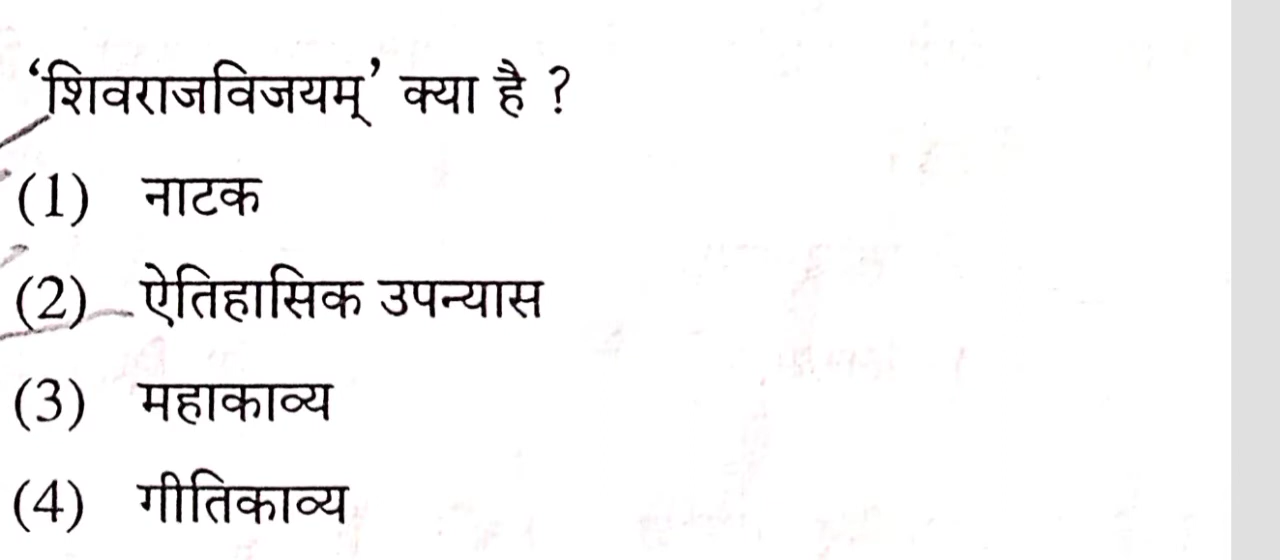 ‘शिवराजविजयम्’ क्या है ?
(1) नाटक
(2) ऐतिहासिक उपन्यास
(3) महाकाव्य
(4) गीतिकाव्य